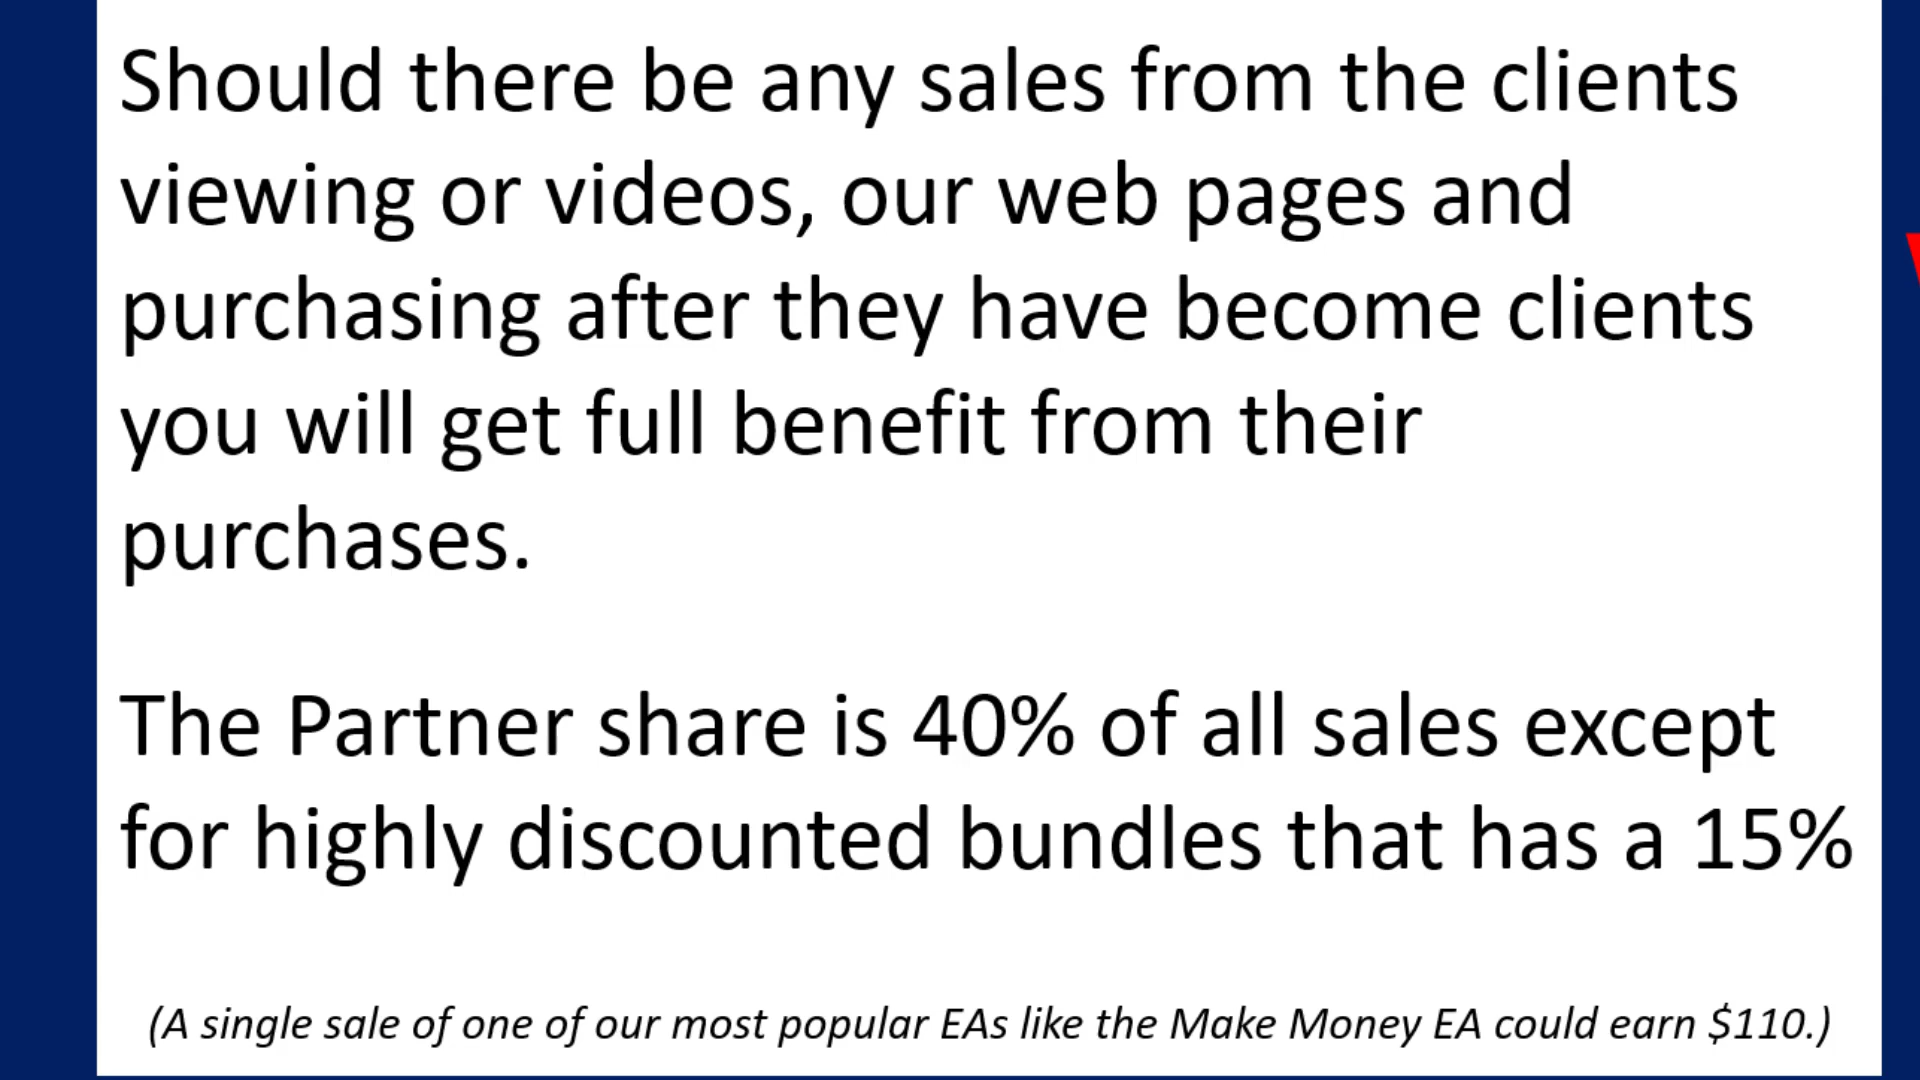 Should there be any sales from the clients
viewing or videos, our web pages and
purchasing after they have become clients
you will get full benefit from their
purchases.
The Partner share is 40% of all sales except
for highly discounted bundles that has a 15%
(A single sale of one of our most popular EAs like the Make Money EA could earn $110.)